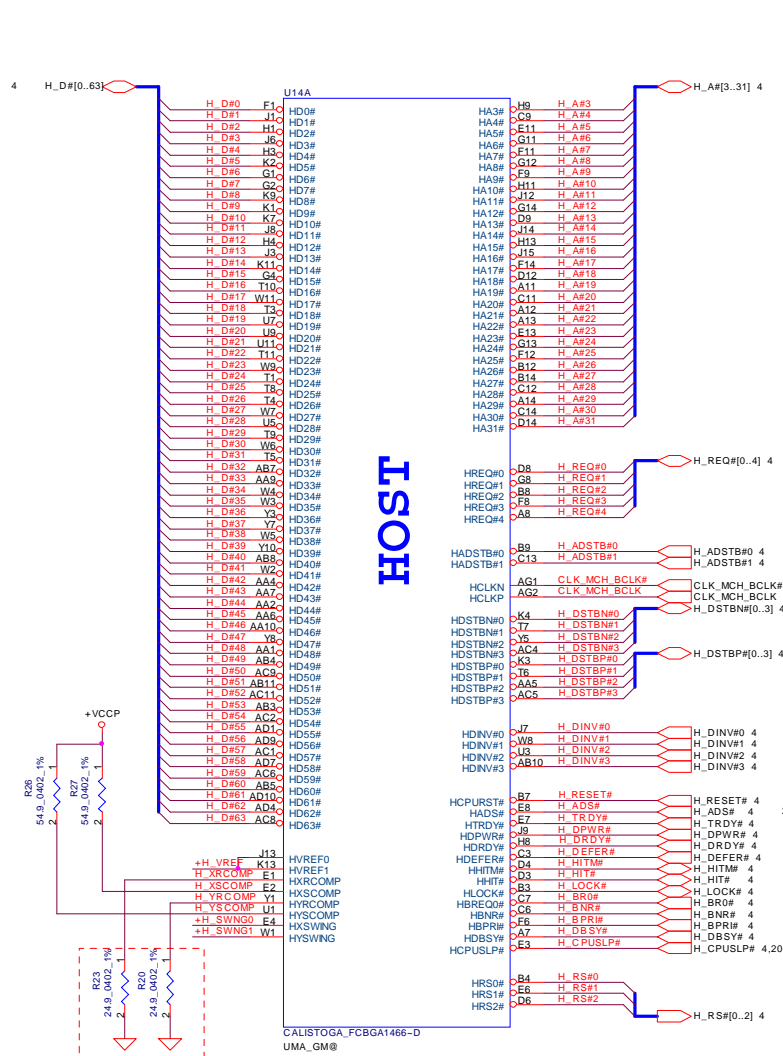 4 H_D#[0..63]
U14A
H_D#0 F1 HD0#
H_D#1 J1 HD1#
H_D#2 H1 HD2#
H_D#3 J6 HD3#
H_D#4 H3 HD4#
H_D#5 K2 HD5#
H_D#6 G1 HD6#
H_D#7 G2 HD7#
H_D#8 K9 HD8#
H_D#9 K1 HD9#
H_D#10 K7 HD10#
H_D#11 J8 HD11#
H_D#12 H4 HD12#
H_D#13 J3 HD13#
H_D#14 K11 HD14#
H_D#15 G4 HD15#
H_D#16 T10 HD16#
H_D#17 W11 HD17#
H_D#18 T3 HD18#
H_D#19 U7 HD19#
H_D#20 U9 HD20#
H_D#21 U11 HD21#
H_D#22 T11 HD22#
H_D#23 W9 HD23#
H_D#24 T1 HD24#
H_D#25 T8 HD25#
H_D#26 T4 HD26#
H_D#27 W7 HD27#
H_D#28 U5 HD28#
H_D#29 T9 HD29#
H_D#30 W6 HD30#
H_D#31 T5 HD31#
H_D#32 AB7 HD32#
H_D#33 AA9 HD33#
H_D#34 W4 HD34#
H_D#35 W3 HD35#
H_D#36 Y3 HD36#
H_D#37 Y7 HD37#
H_D#38 W5 HD38#
H_D#39 Y10 HD39#
H_D#40 AB8 HD40#
H_D#41 W2 HD41#
H_D#42 AA4 HD42#
H_D#43 AA7 HD43#
H_D#44 AA2 HD44#
H_D#45 AA6 HD45#
H_D#46 AA10 HD46#
H_D#47 Y8 HD47#
H_D#48 AA1 HD48#
H_D#49 AB4 HD49#
H_D#50 AC9 HD50#
H_D#51 AB11 HD51#
H_D#52 AC11 HD52#
H_D#53 AB3 HD53#
H_D#54 AC2 HD54#
H_D#55 AD1 HD55#
H_D#56 AD9 HD56#
H_D#57 AC1 HD57#
H_D#58 AD7 HD58#
H_D#59 AC6 HD59#
H_D#60 AB5 HD60#
H_D#61 AD10 HD61#
H_D#62 AD4 HD62#
H_D#63 AC8 HD63#
+VCCP
R26
54.9_0402_1%
1
2
R27
54.9_0402_1%
1
2
J13 HVREF0
+H_VREF K13 HVREF1
H_XRCOMP E1 HXRCOMP
H_XSCOMP E2 HXSCOMP
H_YRCOMP Y1 HYRCOMP
H_YSCOMP U1 HYSCOMP
+H_SWNG0 E4 HXSWING
+H_SWNG1 W1 HYSWING
R23
24.9_0402_1%
1
2
R20
24.9_0402_1%
1
2
HOST
H_A#[3..31] 4
HA3# H9 H_A#3
HA4# C9 H_A#4
HA5# E11 H_A#5
HA6# G11 H_A#6
HA7# F11 H_A#7
HA8# G12 H_A#8
HA9# F9 H_A#9
HA10# H11 H_A#10
HA11# J12 H_A#11
HA12# G14 H_A#12
HA13# D9 H_A#13
HA14# J14 H_A#14
HA15# H13 H_A#15
HA16# J15 H_A#16
HA17# F14 H_A#17
HA18# D12 H_A#18
HA19# A11 H_A#19
HA20# C11 H_A#20
HA21# A12 H_A#21
HA22# A13 H_A#22
HA23# E13 H_A#23
HA24# G13 H_A#24
HA25# F12 H_A#25
HA26# B12 H_A#26
HA27# B14 H_A#27
HA28# C12 H_A#28
HA29# A14 H_A#29
HA30# C14 H_A#30
HA31# D14 H_A#31
H_REQ#[0..4] 4
HREQ#0 D8 H_REQ#0
HREQ#1 G8 H_REQ#1
HREQ#2 B8 H_REQ#2
HREQ#3 F8 H_REQ#3
HREQ#4 A8 H_REQ#4
HADSTB#0 B9 H_ADSTB#0 H_ADSTB#0 4
HADSTB#1 C13 H_ADSTB#1 H_ADSTB#1 4
HCLKN AG1 CLK_MCH_BCLK# CLK_MCH_BCLK#
HCLKP AG2 CLK_MCH_BCLK CLK_MCH_BCLK
H_DSTBN#[0..3] 4
HDSTBN#0 K4 H_DSTBN#0
HDSTBN#1 T7 H_DSTBN#1
HDSTBN#2 Y5 H_DSTBN#2
HDSTBN#3 AC4 H_DSTBN#3
H_DSTBP#[0..3] 4
HDSTBP#0 K3 H_DSTBP#0
HDSTBP#1 T6 H_DSTBP#1
HDSTBP#2 AA5 H_DSTBP#2
HDSTBP#3 AC5 H_DSTBP#3
HDINV#0 J7 H_DINV#0 H_DINV#0 4
HDINV#1 W8 H_DINV#1 H_DINV#1 4
HDINV#2 U3 H_DINV#2 H_DINV#2 4
HDINV#3 AB10 H_DINV#3 H_DINV#3 4
HCPURST# B7 H_RESET# H_RESET# 4
HADS# E8 H_ADS# H_ADS# 4
HTRDY# E7 H_TRDY# H_TRDY# 4
HDPWR# J9 H_DPWR# H_DPWR# 4
HDRDY# H8 H_DRDY# H_DRDY# 4
HDEFER# C3 H_DEFER# H_DEFER# 4
HHITM# D4 H_HITM# H_HITM# 4
HHIT# D3 H_HIT# H_HIT# 4
HLOCK# B3 H_LOCK# H_LOCK# 4
HBREQ0# C7 H_BR0# H_BR0# 4
HBNR# C6 H_BNR# H_BNR# 4
HBPRI# F6 H_BPRI# H_BPRI# 4
HDBSY# A7 H_DBSY# H_DBSY# 4
HCPUSLP# E3 H_CPUSLP# H_CPUSLP# 4,20
HRS0# B4 H_RS#0
HRS1# E6 H_RS#1
HRS2# D6 H_RS#2
H_RS#[0..2] 4
CALISTOGA_FCBGA1466~D
UMA_GM@